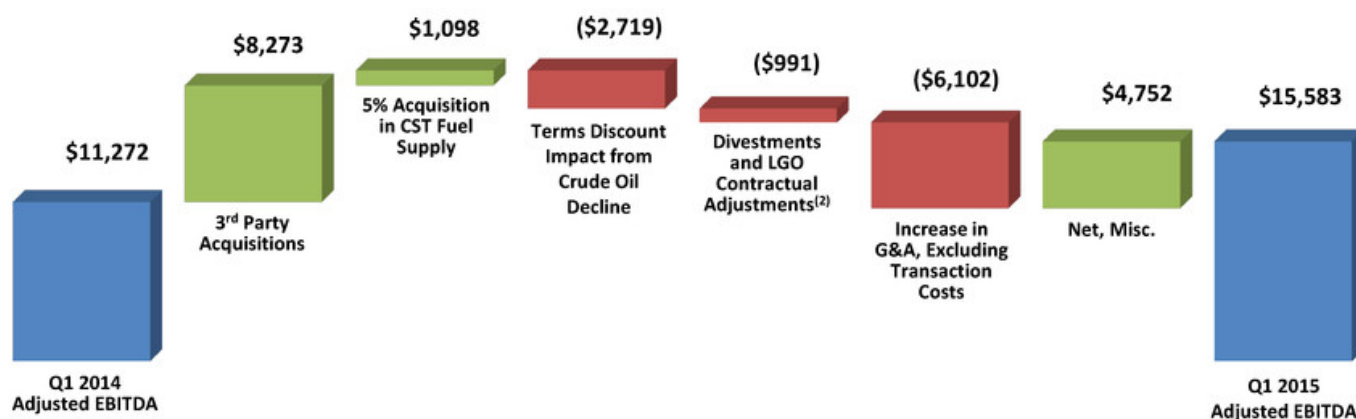 $11,272
Q1 2014
Adjusted EBITDA
$8,273
3rd Party
Acquisitions
$1,098
5% Acquisition
in CST Fuel
Supply
($2,719)
Terms Discount
Impact from
Crude Oil
Decline
($991)
Divestments
and LGO
Contractual
Adjustments(2)
($6,102)
Increase in
G&A, Excluding
Transaction
Costs
$4,752
Net, Misc.
$15,583
Q1 2015
Adjusted EBITDA